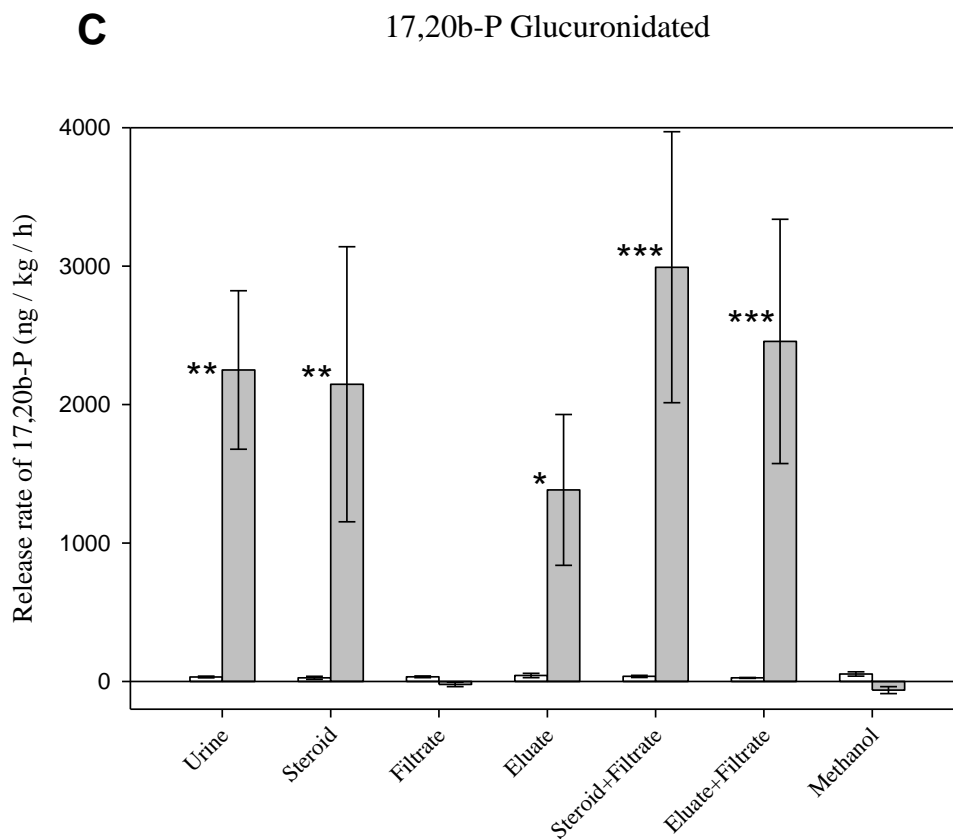 C
17,20b-P Glucuronidated
Release rate of 17,20b-P (ng / kg / h)
4000
3000
2000
1000
0
**
**
*
***
***
Urine
Steroid
Filtrate
Eluate
Steroid+Filtrate
Eluate+Filtrate
Methanol